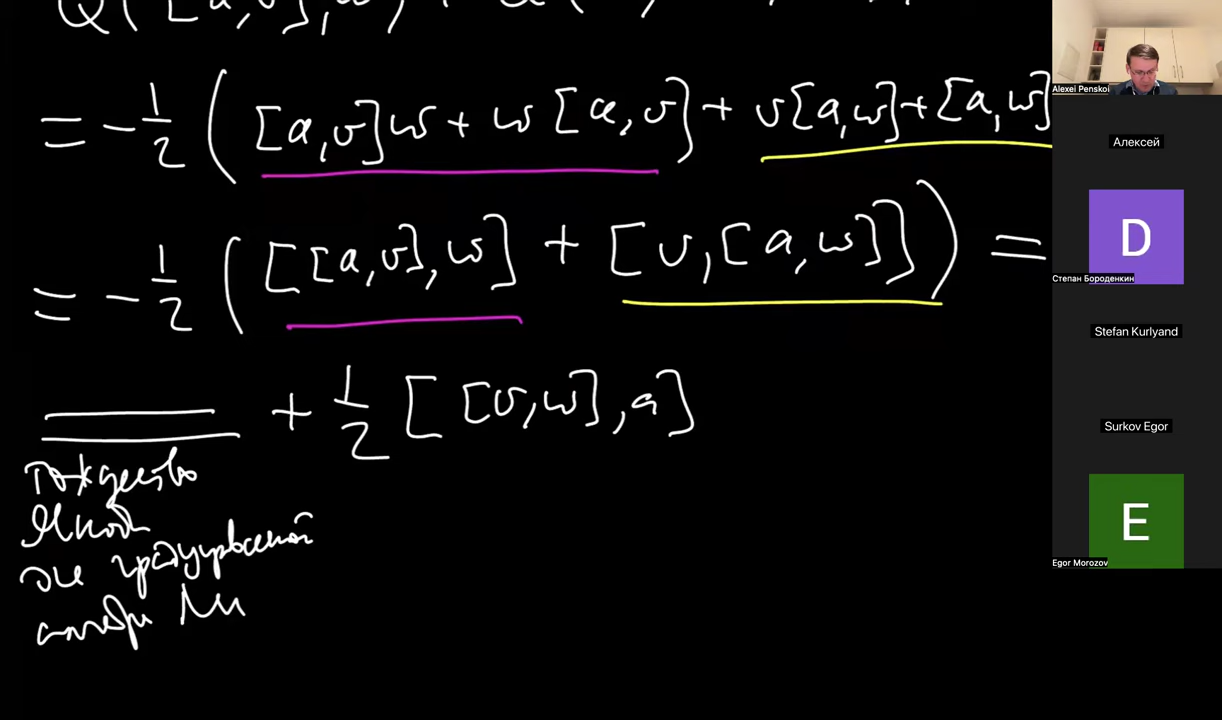 Q([a,v],w) + Q(
= -1/2 ([a,v]w + w[a,v]) + v[a,w] + [a,w]
= -1/2 ([[a,v],w] + [v,[a,w]]) =
= + 1/2 [[v,w],a]
тождество
Якоби
для градуированной
алгебры Ли
Alexei Penskoi
Алексей
D
Степан Бороденкин
Stefan Kurlyand
Surkov Egor
E
Egor Morozov